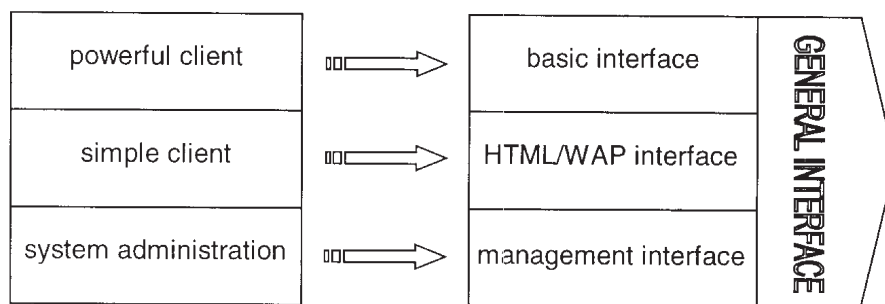 powerful client
basic interface
simple client
HTML/WAP interface
system administration
management interface
GENERAL INTERFACE